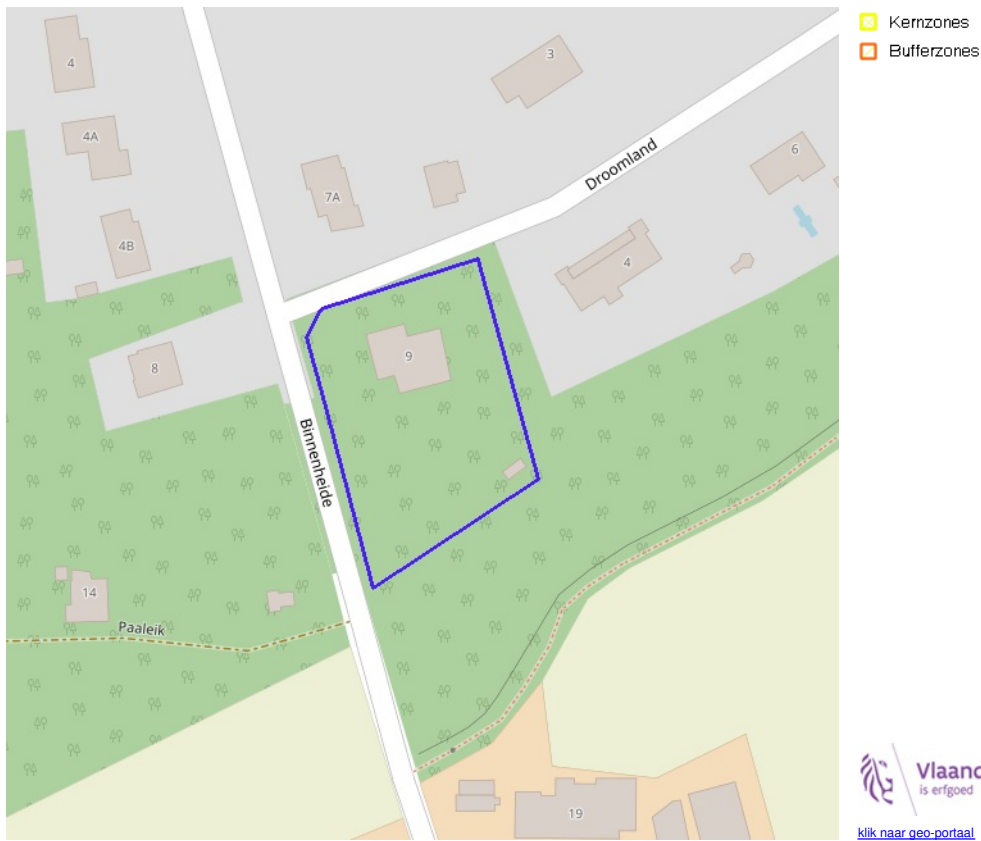 Kernzones
Bufferzones
4
3
4A
6
Droomland
7A
4B
4
9
8
Binnenheide
14
Paaleik
19
Vlaand
is erfgoed
klik naar geo-portaal